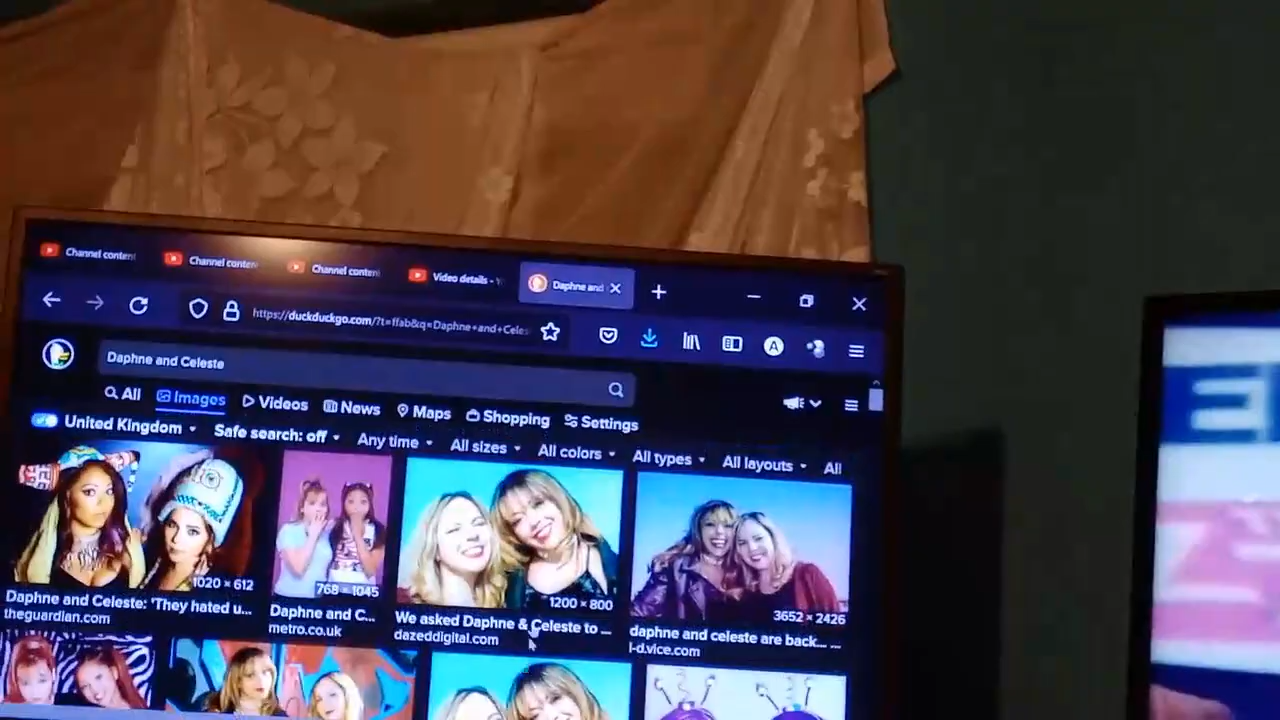 Channel content
Channel conten
Channel conten
Video details - Y
Daphne and
https://duckduckgo.com/?t=ffab&q=Daphne+and+Celes
A
Daphne and Celeste
All Images Videos News Maps Shopping Settings
United Kingdom Safe search: off Any time All sizes All colors All types All layouts All
1020 × 612
768 × 1045
1200 × 800
3652 × 2426
Daphne and Celeste: 'They hated u...
theguardian.com
Daphne and C...
metro.co.uk
We asked Daphne & Celeste to ...
dazeddigital.com
daphne and celeste are back... ...
i-d.vice.com